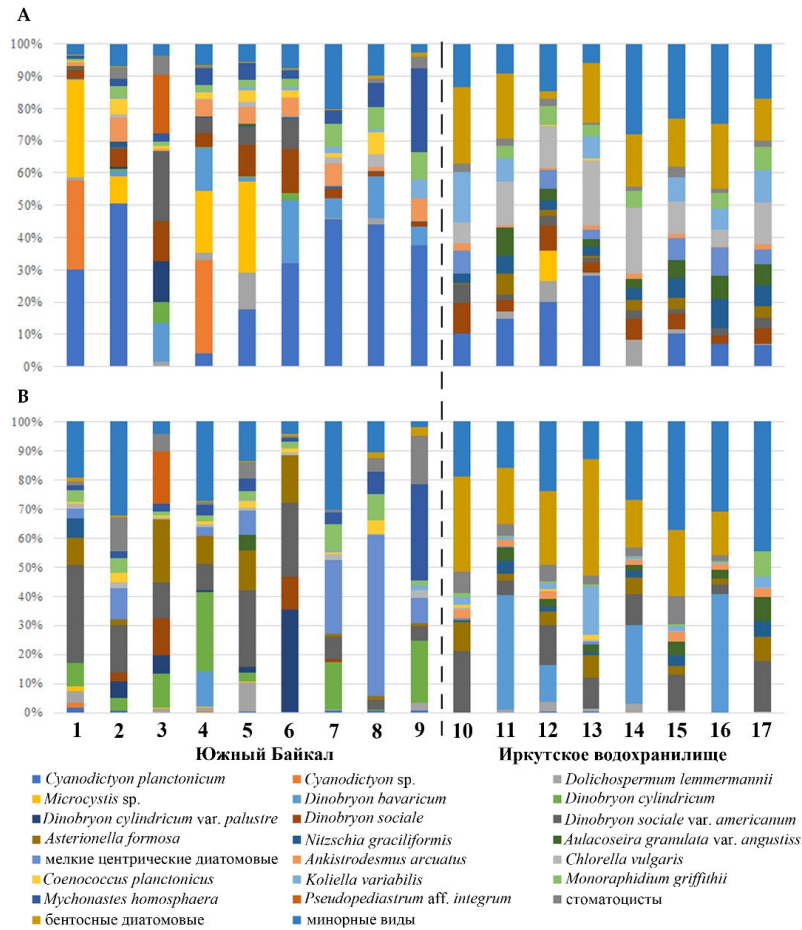 A
100%
90%
80%
70%
60%
50%
40%
30%
20%
10%
0%
B
100%
90%
80%
70%
60%
50%
40%
30%
20%
10%
0%
1 2 3 4 5 6 7 8 9 10 11 12 13 14 15 16 17
Южный Байкал Иркутское водохранилище
Cyanodictyon planctonicum Cyanodictyon sp. Dolichospermum lemmermannii
Microcystis sp. Dinobryon bavaricum Dinobryon cylindricum
Dinobryon cylindricum var. palustre Dinobryon sociale Dinobryon sociale var. americanum
Asterionella formosa Nitzschia graciliformis Aulacoseira granulata var. angustiss
мелкие центрические диатомовые Ankistrodesmus arcuatus Chlorella vulgaris
Coenococcus planctonicus Koliella variabilis Monoraphidium griffithii
Mychonastes homosphaera Pseudopediastrum aff. integrum стоматоцисты
бентосные диатомовые минорные виды